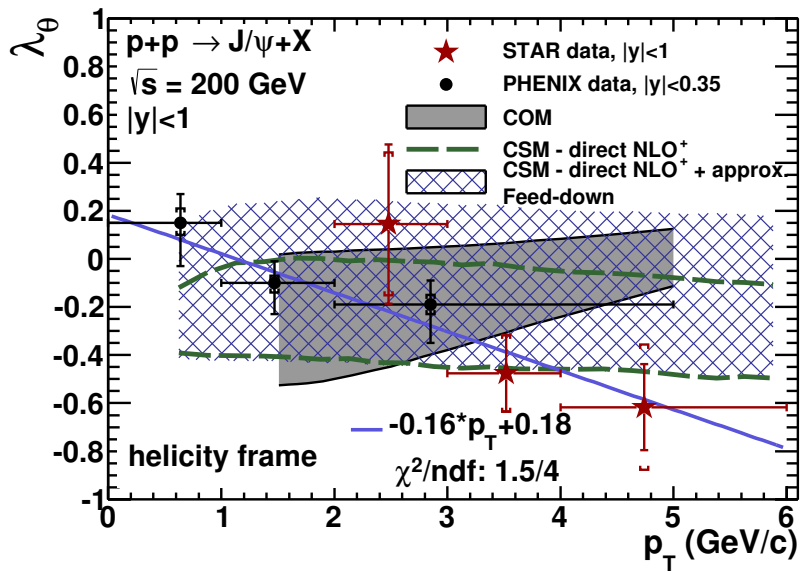 λ_θ
p+p → J/ψ+X
√s = 200 GeV
|y|<1
STAR data, |y|<1
PHENIX data, |y|<0.35
COM
CSM - direct NLO⁺
CSM - direct NLO⁺ + approx.
Feed-down
1
0.8
0.6
0.4
0.2
0
-0.2
-0.4
-0.6
-0.8
-1
-0.16*p_T+0.18
χ²/ndf: 1.5/4
helicity frame
0 1 2 3 4 5 6
p_T (GeV/c)